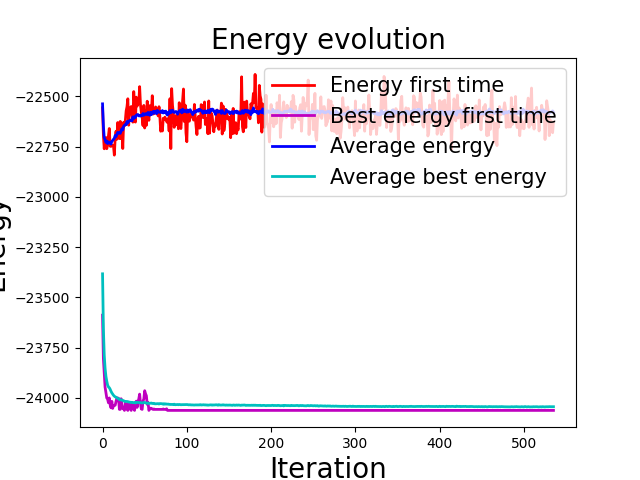 Energy evolution
Energy first time
Best energy first time
Average energy
Average best energy
−22500
−22750
−23000
−23250
−23500
−23750
−24000
Energy
0
100
200
300
400
500
Iteration